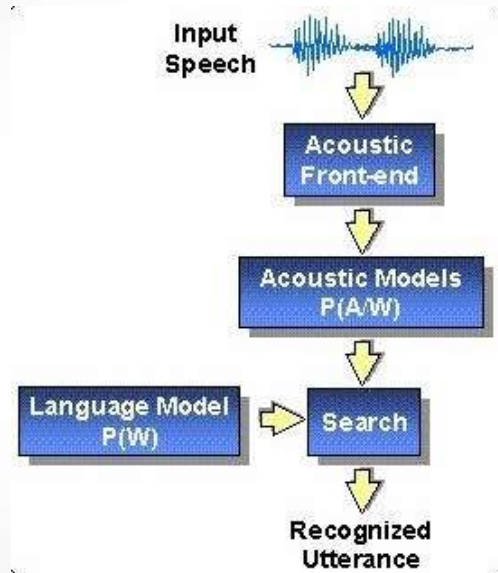 Input
Speech
Acoustic
Front-end
Acoustic Models
P(A/W)
Language Model
P(W)
Search
Recognized
Utterance